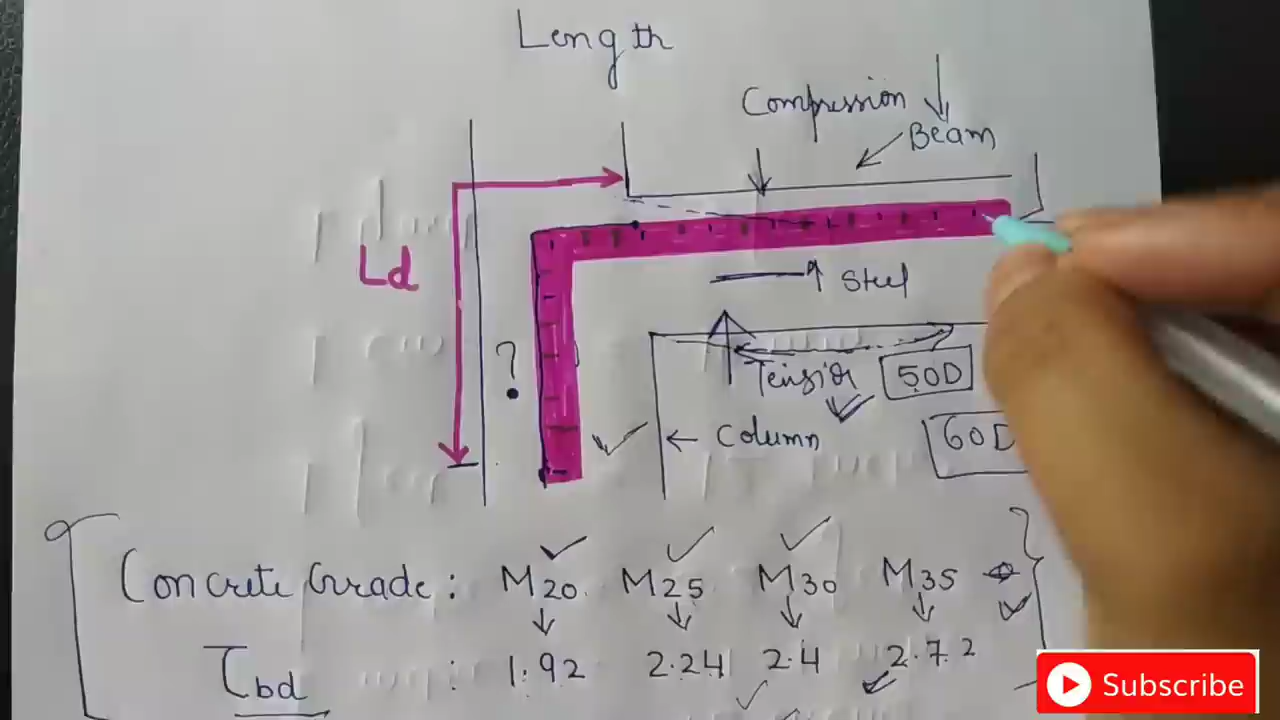 Length
Compression
Beam
Ld
Steel
?
Tension 50D
Column 60D
Concrete Grade: M20 M25 M30 M35
τbd : 1.92 2.24 2.4 2.72
Subscribe